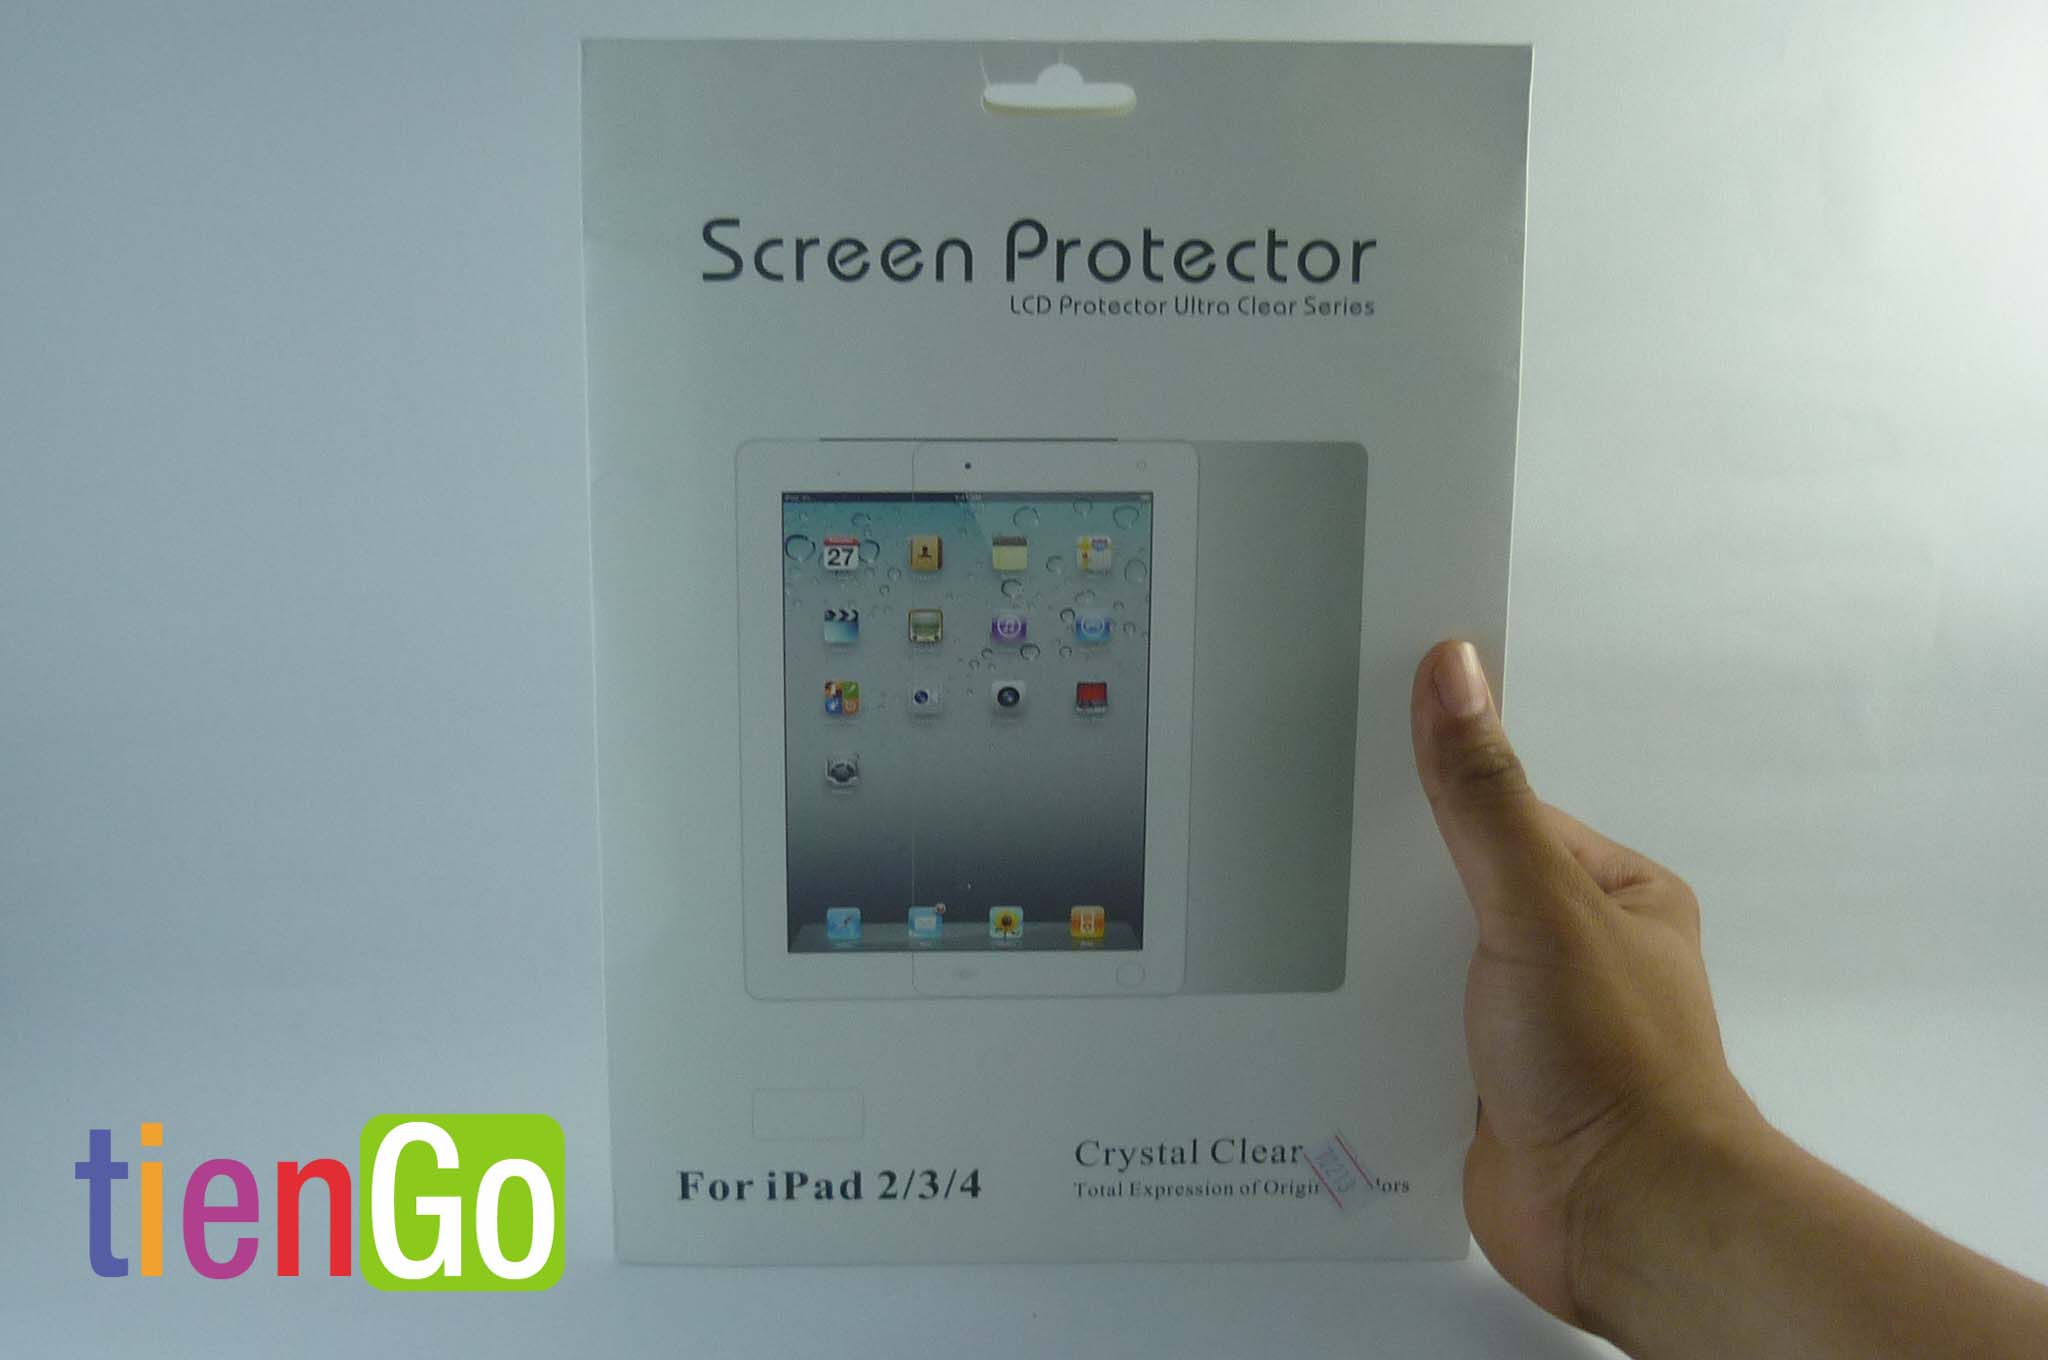 Screen Protector
LCD Protector Ultra Clear Series
27
For iPad 2/3/4
Crystal Clear
Total Expression of
tienGo